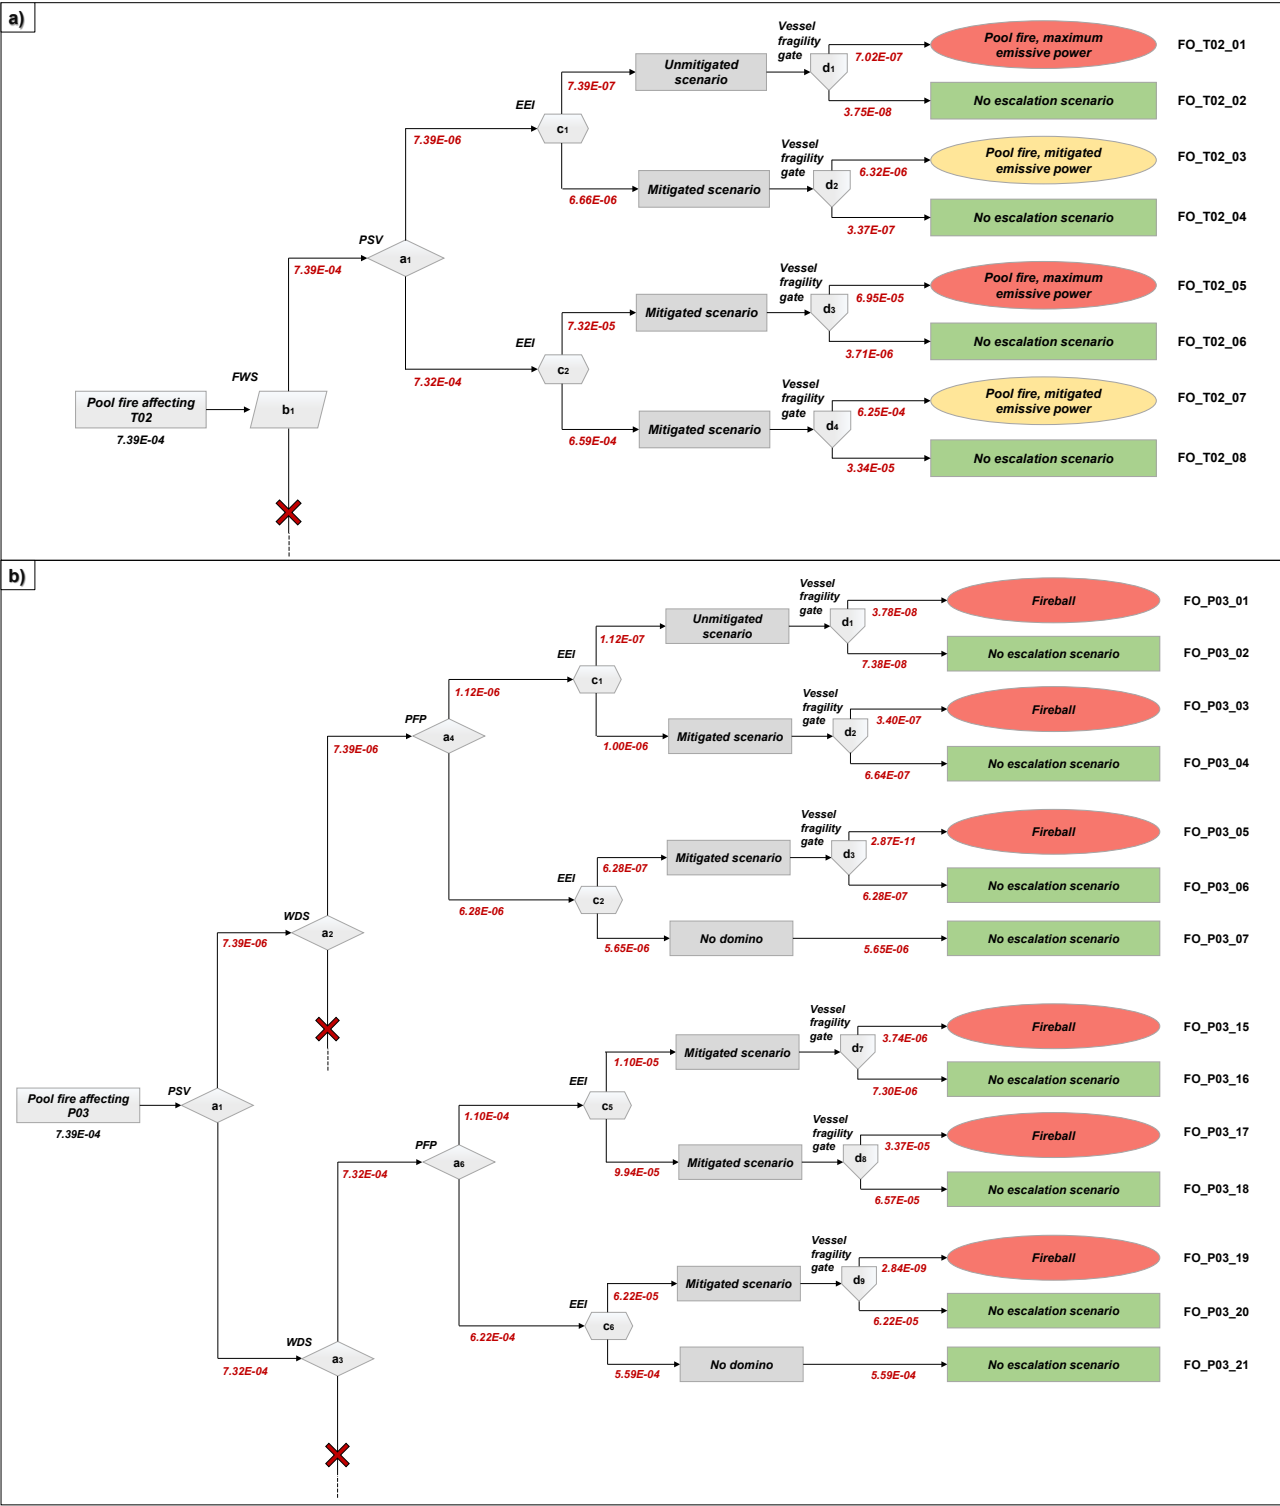 a)
Vessel
fragility
gate
d1
7.02E-07
Pool fire, maximum
emissive power
FO_T02_01
Unmitigated
scenario
7.39E-07
EEI
c1
3.75E-08
No escalation scenario
FO_T02_02
7.39E-06
Vessel
fragility
gate
d2
6.32E-06
Pool fire, mitigated
emissive power
FO_T02_03
6.66E-06
Mitigated scenario
3.37E-07
No escalation scenario
FO_T02_04
PSV
a1
7.39E-04
Vessel
fragility
gate
d3
6.95E-05
Pool fire, maximum
emissive power
FO_T02_05
7.32E-05
Mitigated scenario
3.71E-06
No escalation scenario
FO_T02_06
EEI
c2
7.32E-04
FWS
b1
Pool fire affecting
T02
7.39E-04
Vessel
fragility
gate
d4
6.25E-04
Pool fire, mitigated
emissive power
FO_T02_07
6.59E-04
Mitigated scenario
3.34E-05
No escalation scenario
FO_T02_08
b)
Vessel
fragility
gate
d1
3.78E-08
Fireball
FO_P03_01
Unmitigated
scenario
1.12E-07
7.38E-08
No escalation scenario
FO_P03_02
EEI
c1
1.12E-06
Vessel
fragility
gate
d2
3.40E-07
Fireball
FO_P03_03
PFP
a4
7.39E-06
1.00E-06
Mitigated scenario
6.64E-07
No escalation scenario
FO_P03_04
Vessel
fragility
gate
d3
2.87E-11
Fireball
FO_P03_05
6.28E-07
Mitigated scenario
6.28E-07
No escalation scenario
FO_P03_06
EEI
c2
6.28E-06
WDS
a2
7.39E-06
5.65E-06
No domino
5.65E-06
No escalation scenario
FO_P03_07
Vessel
fragility
gate
d7
3.74E-06
Fireball
FO_P03_15
1.10E-05
Mitigated scenario
7.30E-06
No escalation scenario
FO_P03_16
Pool fire affecting
P03
7.39E-04
PSV
a1
EEI
c5
1.10E-04
Vessel
fragility
gate
d8
3.37E-05
Fireball
FO_P03_17
PFP
a6
7.32E-04
9.94E-05
Mitigated scenario
6.57E-05
No escalation scenario
FO_P03_18
Vessel
fragility
gate
d9
2.84E-09
Fireball
FO_P03_19
6.22E-05
Mitigated scenario
6.22E-05
No escalation scenario
FO_P03_20
EEI
c6
6.22E-04
WDS
a3
7.32E-04
5.59E-04
No domino
5.59E-04
No escalation scenario
FO_P03_21